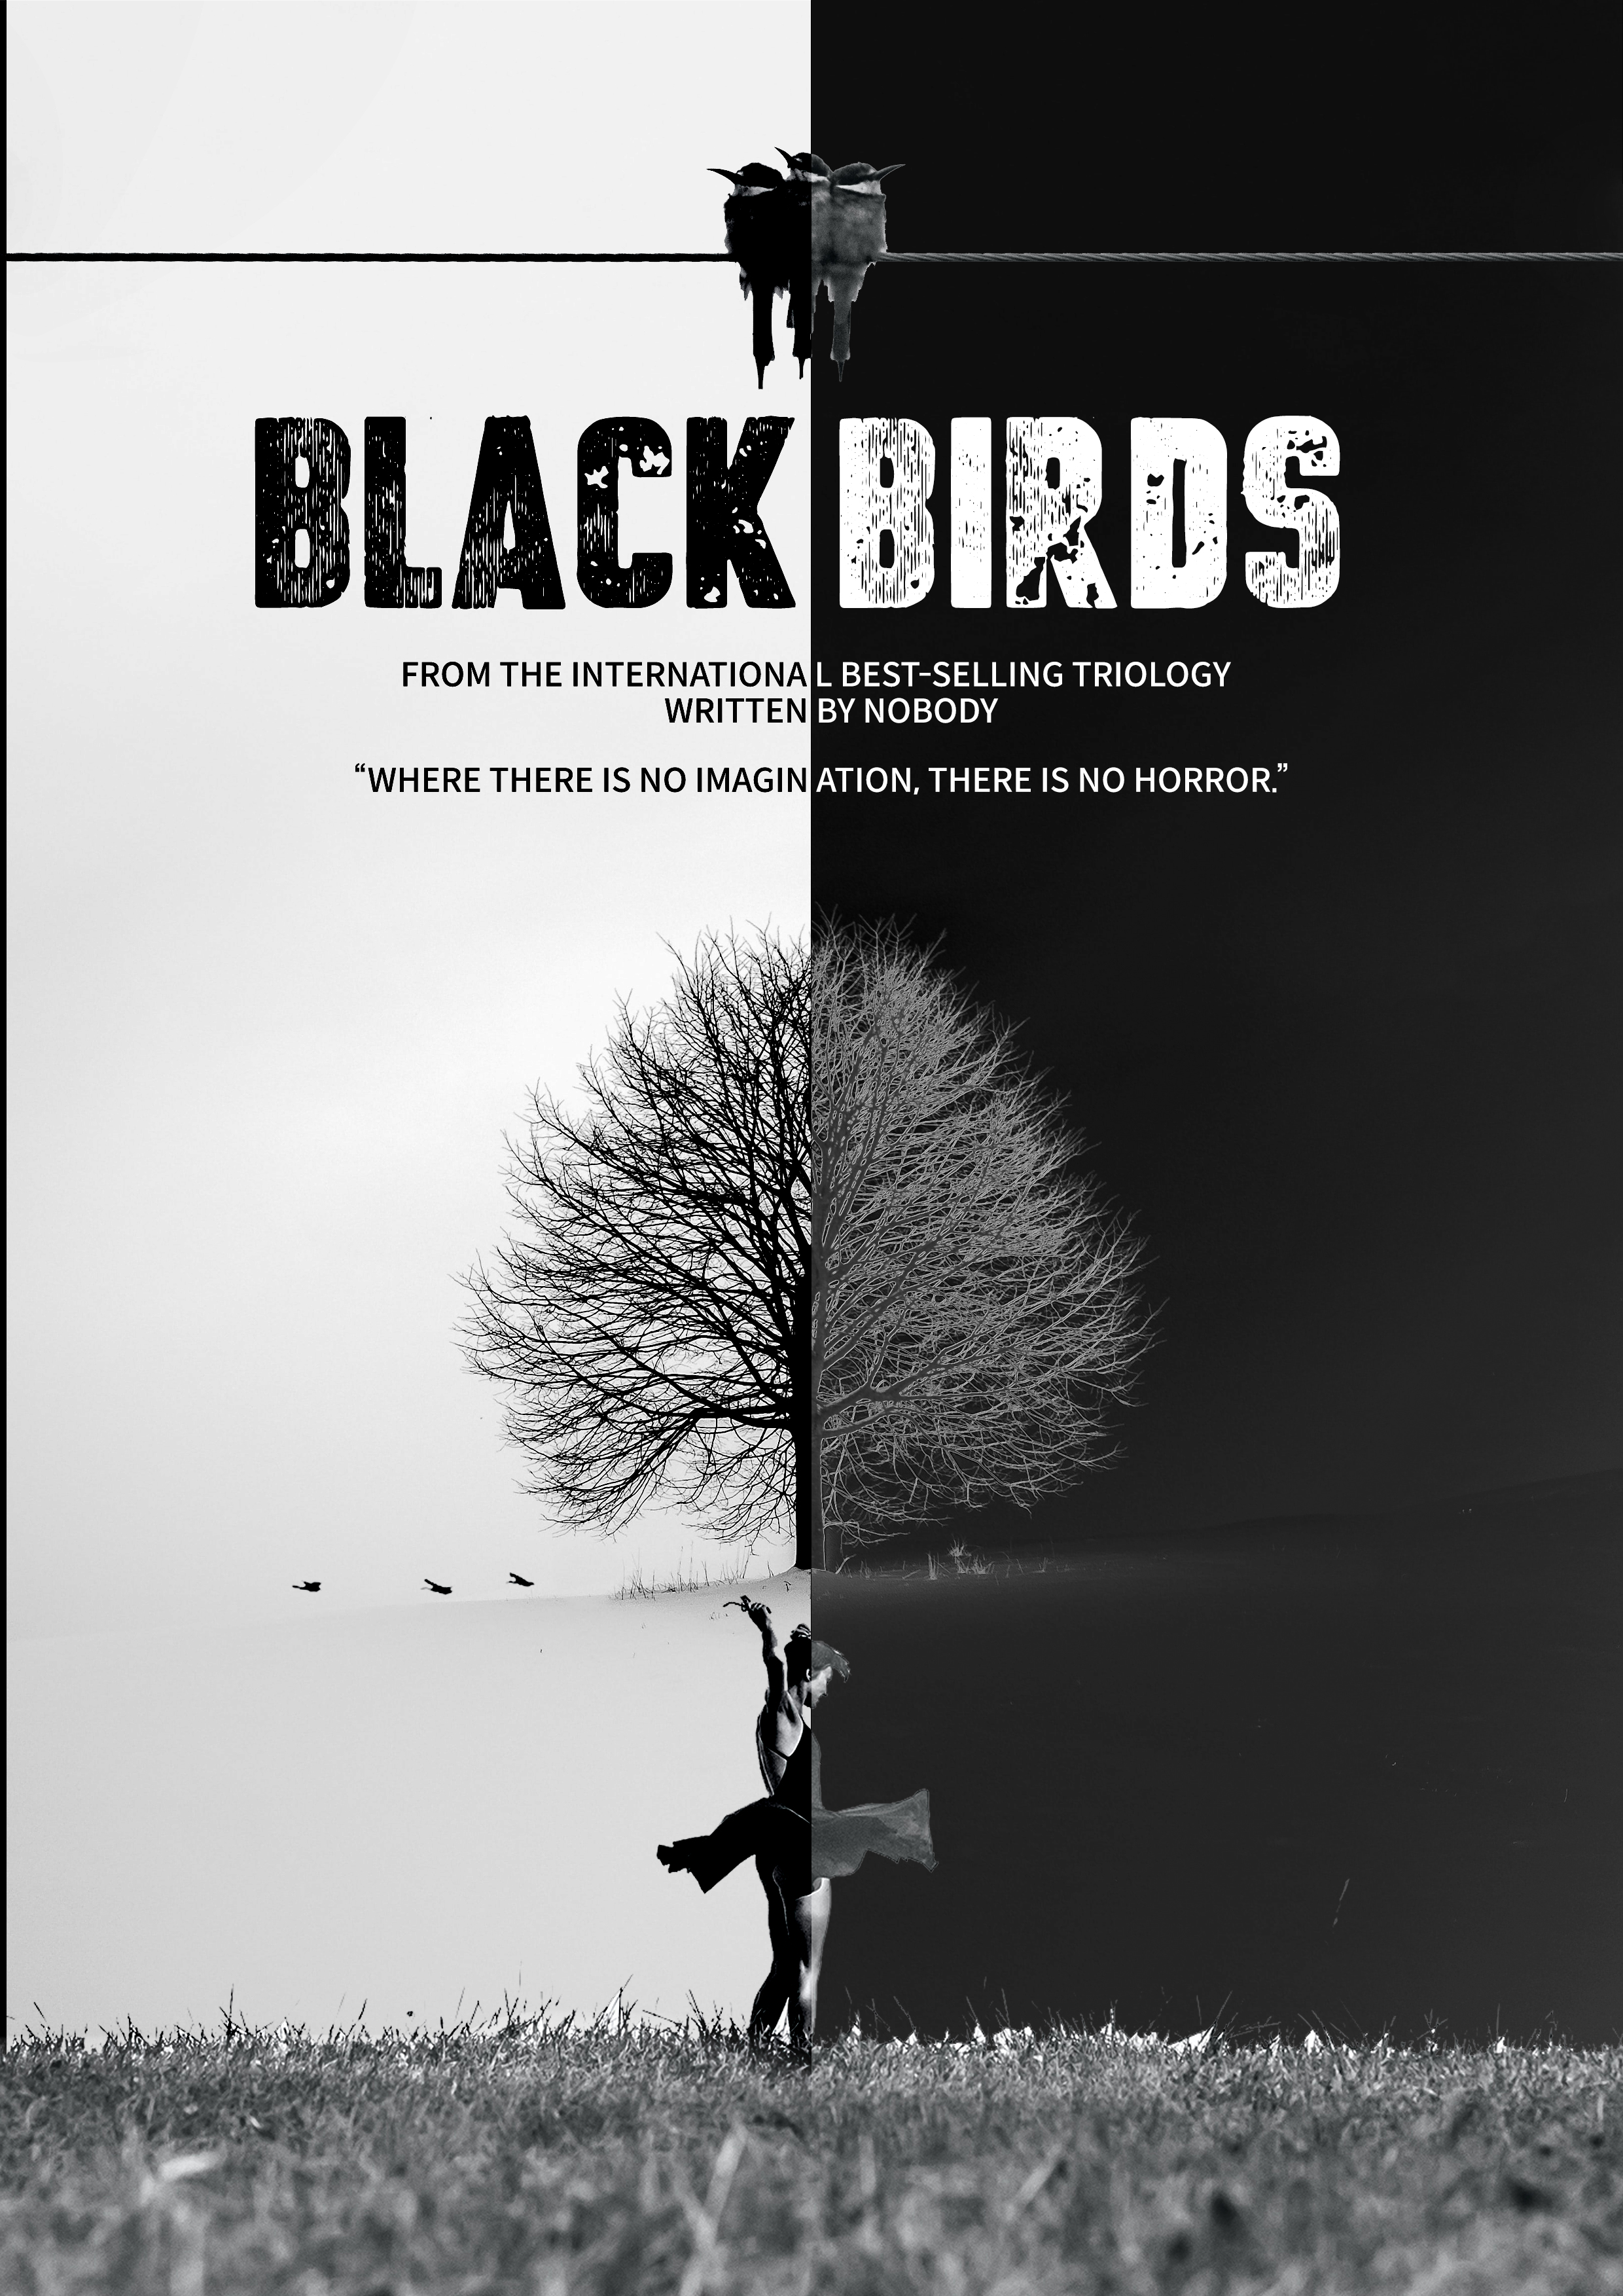 BLACK BIRDS
FROM THE INTERNATIONAL BEST-SELLING TRIOLOGY
WRITTEN BY NOBODY
“WHERE THERE IS NO IMAGINATION, THERE IS NO HORROR.”